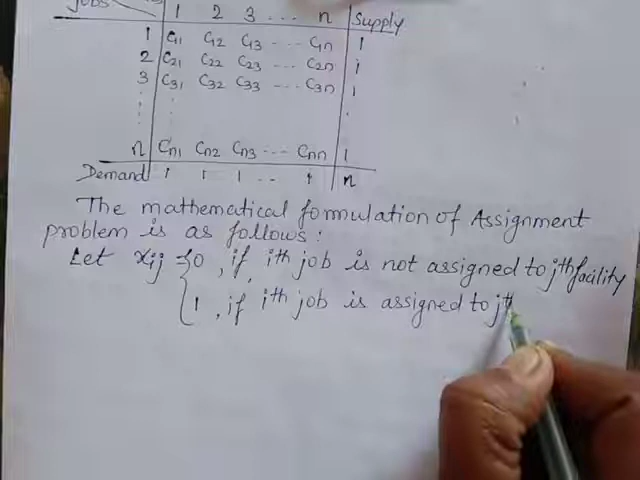 jobs 1 2 3 .... n Supply
1 C11 C12 C13 ... C1n 1
2 C21 C22 C23 ... C2n 1
3 C31 C32 C33 ... C3n 1
n Cn1 Cn2 Cn3 ... Cnn 1
Demand 1 1 1 .. 1 n
The mathematical formulation of Assignment
problem is as follows:
Let xij {0, if ith job is not assigned to jth facility
1, if ith job is assigned to jth